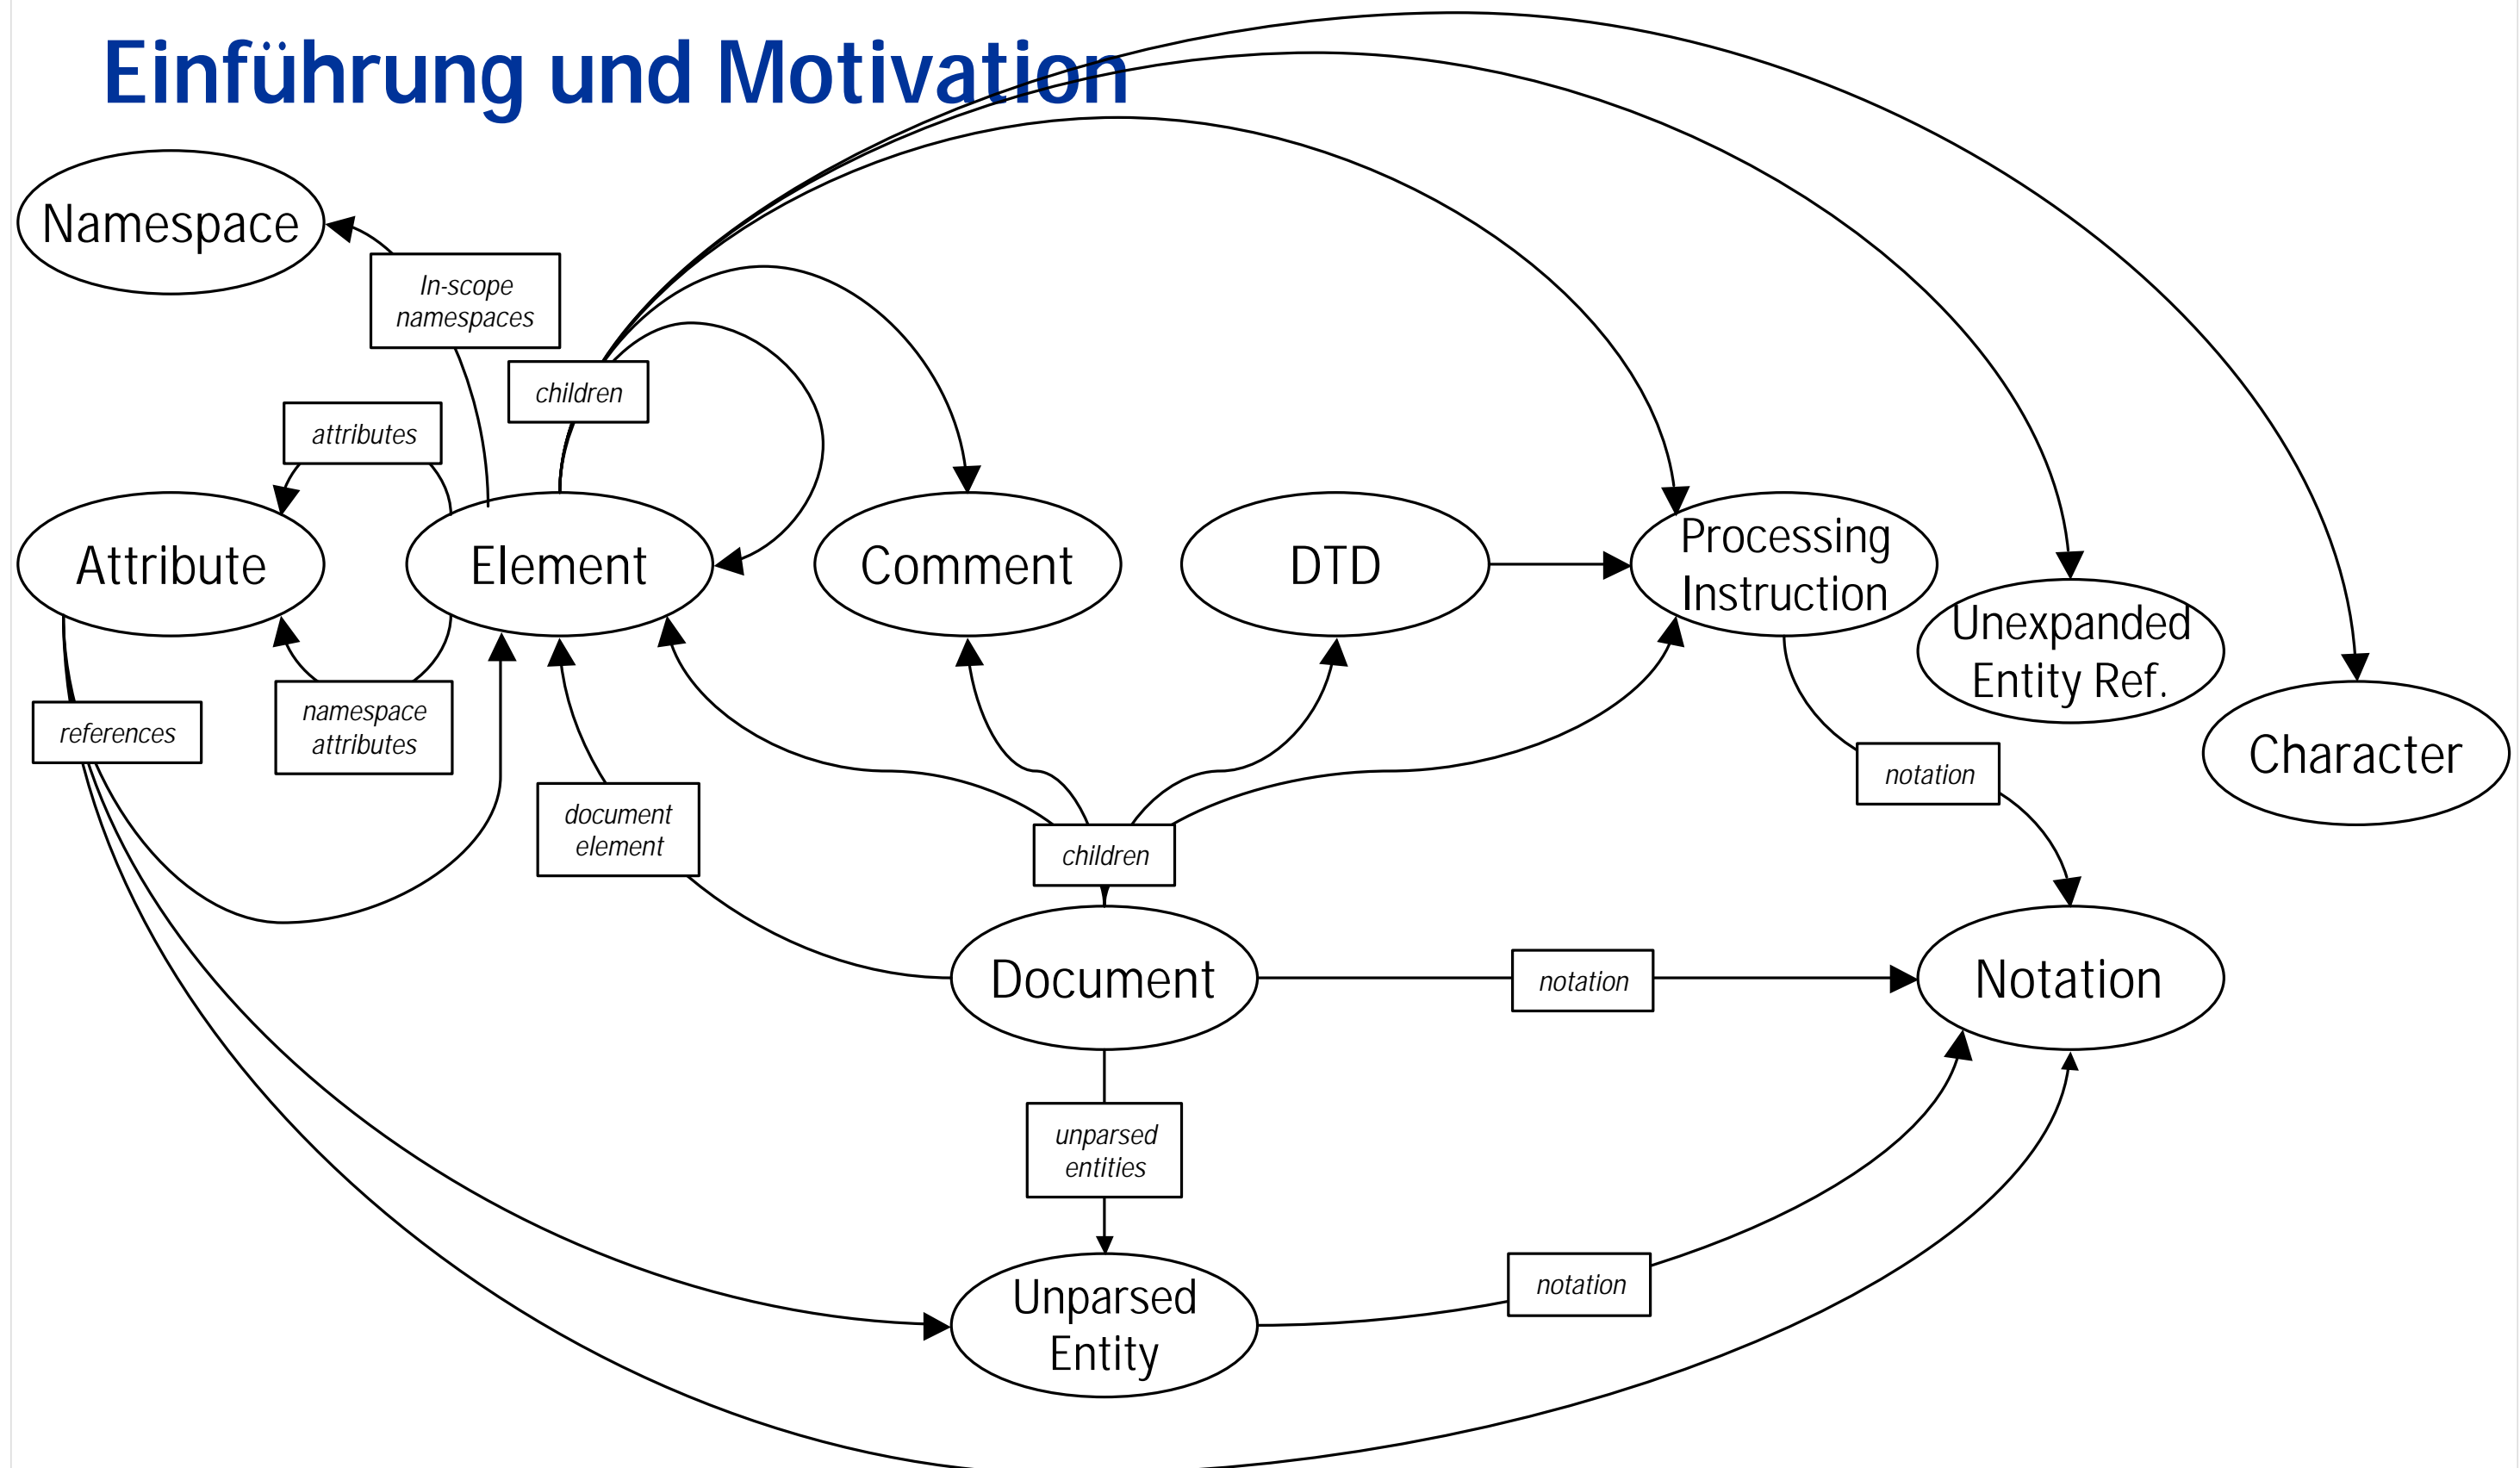 Einführung und Motivation
Namespace
In-scope
namespaces
children
attributes
Attribute
Element
Comment
DTD
Processing
Instruction
Unexpanded
Entity Ref.
Character
references
namespace
attributes
document
element
children
notation
Document
notation
Notation
unparsed
entities
Unparsed
Entity
notation